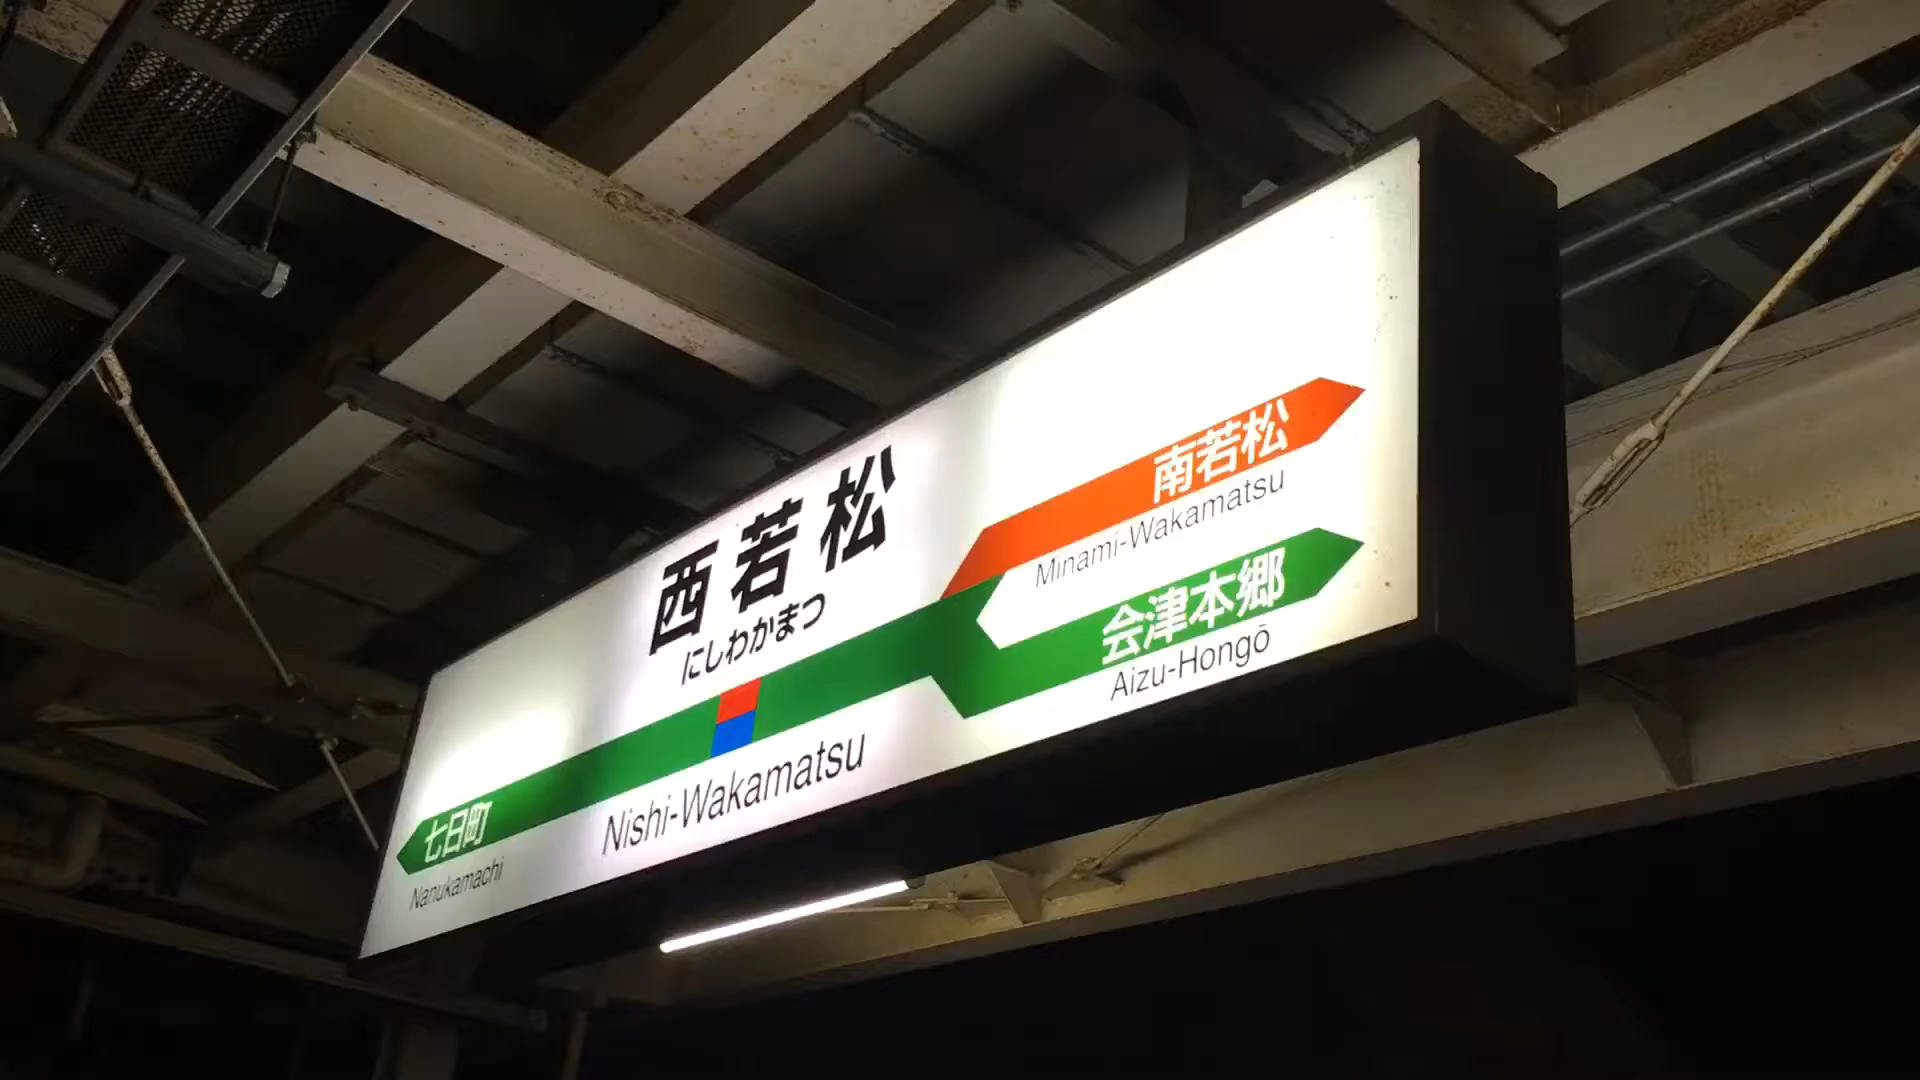 西若松
にしわかまつ
Nishi-Wakamatsu
七日町
Nanukamachi
南若松
Minami-Wakamatsu
会津本郷
Aizu-Hongō